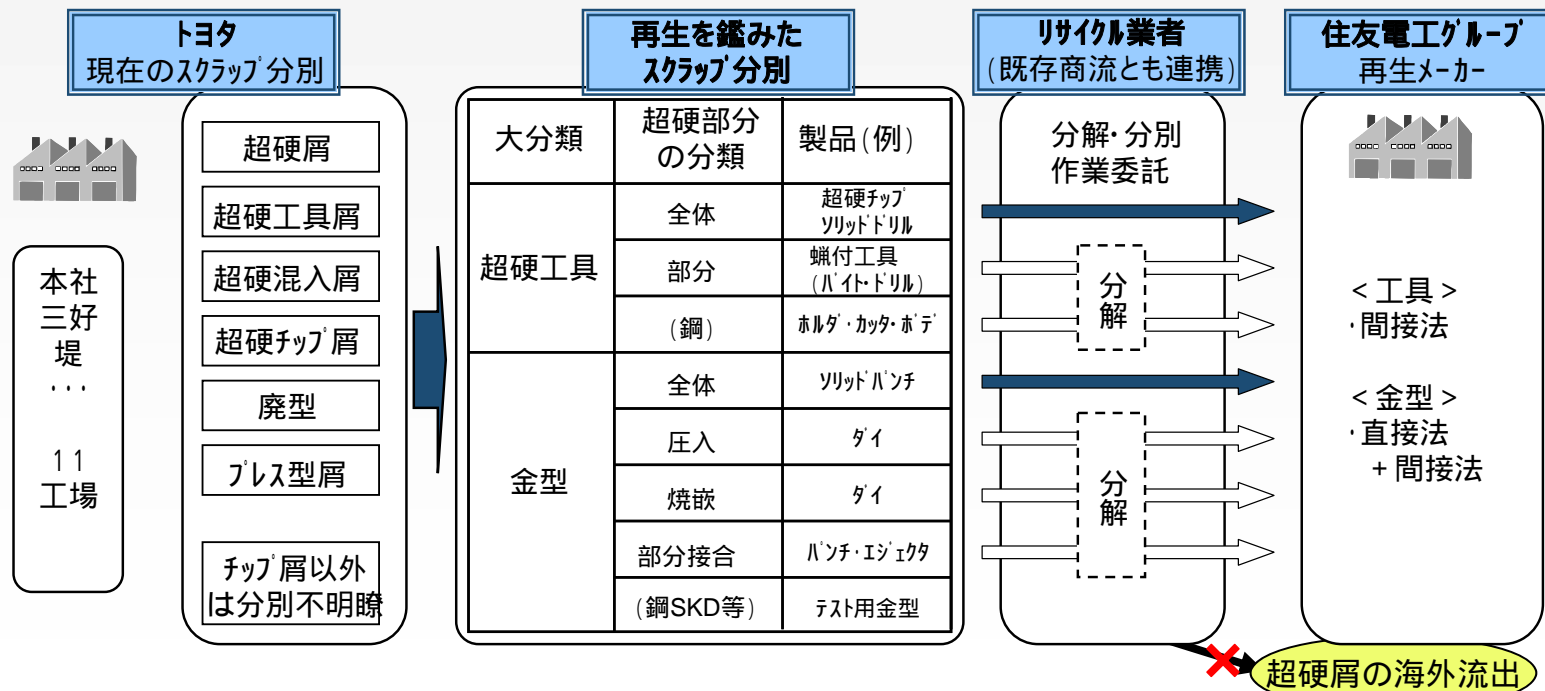 トヨタ
現在のｽｸﾗｯﾌﾟ分別
再生を鑑みた
ｽｸﾗｯﾌﾟ分別
ﾘｻｲｸﾙ業者
(既存商流とも連携)
住友電工ｸﾞﾙｰﾌﾟ
再生ﾒｰｶｰ
本社
三好
堤
･･･
11
工場
超硬屑
超硬工具屑
超硬混入屑
超硬ﾁｯﾌﾟ屑
廃型
ﾌﾟﾚｽ型屑
ﾁｯﾌﾟ屑以外
は分別不明瞭
大分類
超硬部分
の分類
製品(例)
超硬工具
全体
超硬ﾁｯﾌﾟ
ｿﾘｯﾄﾞﾄﾞﾘﾙ
部分
蝋付工具
(ﾊﾞｲﾄ･ﾄﾞﾘﾙ)
(鋼)
ﾎﾙﾀﾞ･ｶｯﾀ･ﾎﾞﾃﾞ
金型
全体
ｿﾘｯﾄﾞﾊﾟﾝﾁ
圧入
ﾀﾞｲ
焼嵌
ﾀﾞｲ
部分接合
ﾊﾟﾝﾁ･ｴｼﾞｪｸﾀ
(鋼SKD等)
ﾃｽﾄ用金型
分解･分別
作業委託
分
解
分
解
<工具>
･間接法
<金型>
･直接法
+間接法
超硬屑の海外流出